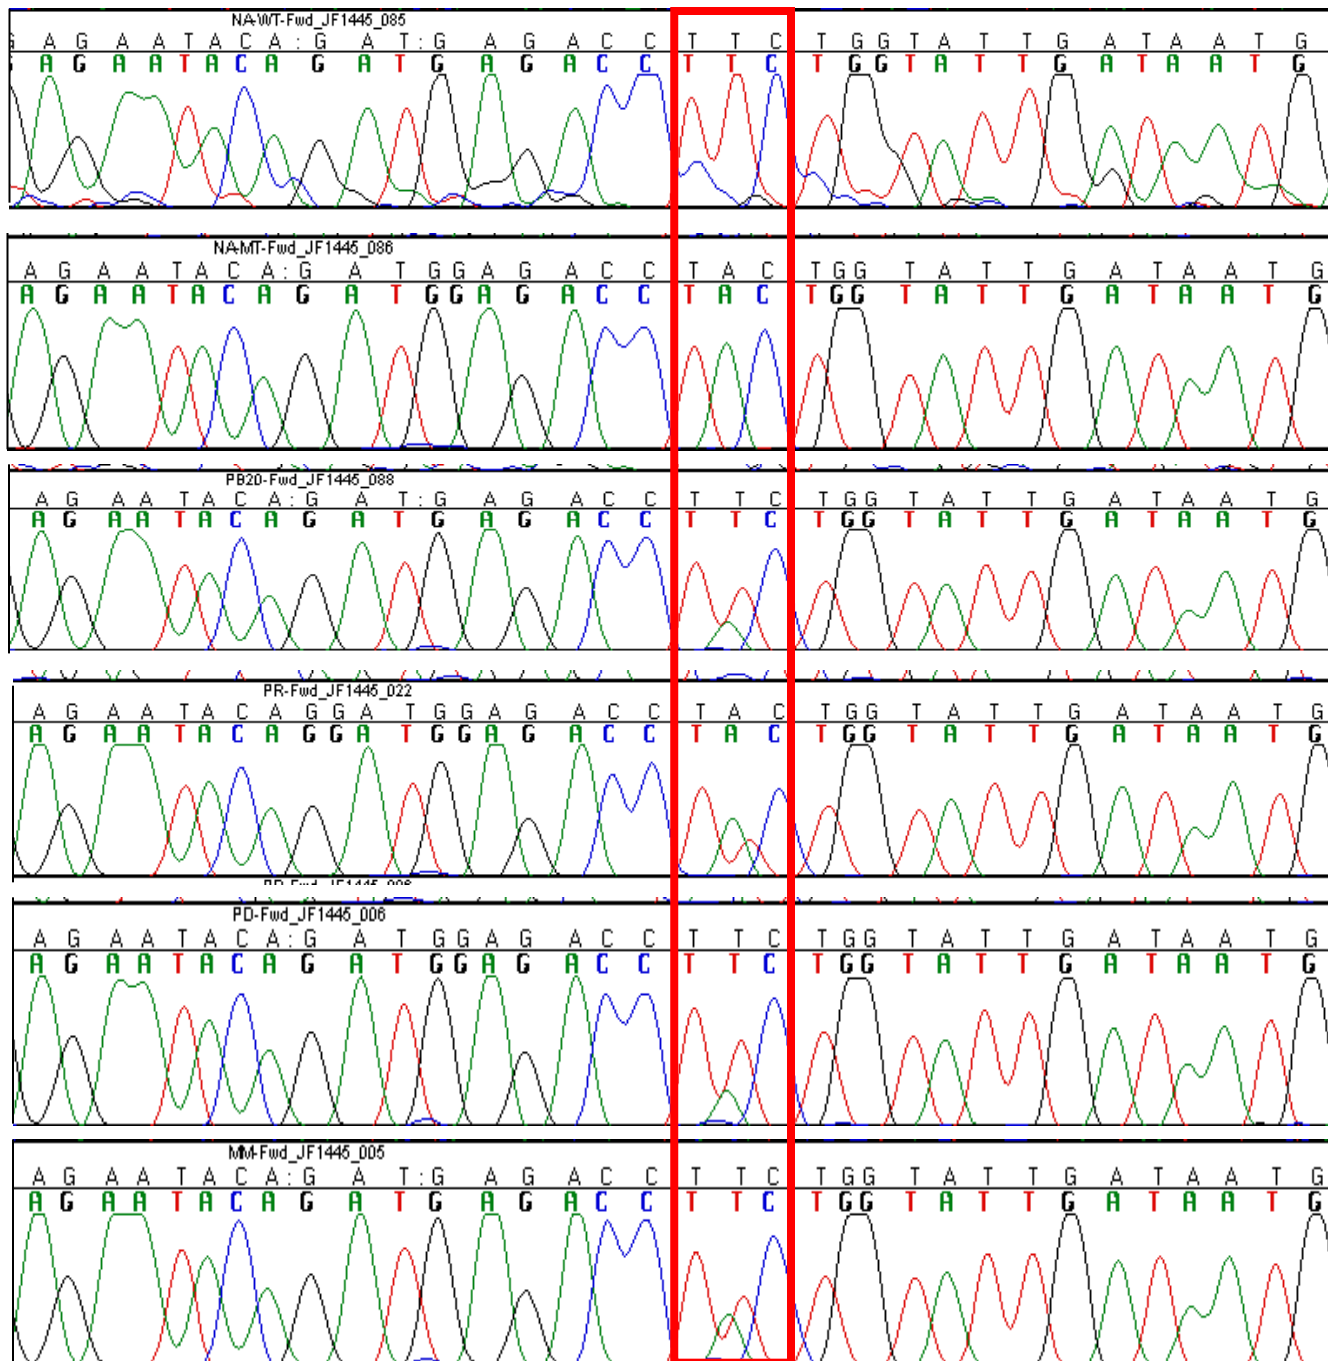 NA-WT-Fwd_JF1445_085
A G A A T A C A : G A T : G A G A C C T T C T G G T A T T G A T A A T G
A G A A T A C A G A T G A G A C C T T C T G G T A T T G A T A A T G
NA-MT-Fwd_JF1445_086
A G A A T A C A : G A T G G A G A C C T A C T G G T A T T G A T A A T G
A G A A T A C A G A T G G A G A C C T A C T G G T A T T G A T A A T G
PB20-Fwd_JF1445_088
A G A A T A C A : G A T : G A G A C C T T C T G G T A T T G A T A A T G
A G A A T A C A G A T G A G A C C T T C T G G T A T T G A T A A T G
PR-Fwd_JF1445_022
A G A A T A C A G G A T G G A G A C C T A C T G G T A T T G A T A A T G
A G A A T A C A G G A T G G A G A C C T A C T G G T A T T G A T A A T G
PD-Fwd_JF1445_006
A G A A T A C A : G A T G G A G A C C T T C T G G T A T T G A T A A T G
A G A A T A C A G A T G G A G A C C T T C T G G T A T T G A T A A T G
MM-Fwd_JF1445_005
A G A A T A C A : G A T : G A G A C C T T C T G G T A T T G A T A A T G
A G A A T A C A G A T G A G A C C T T C T G G T A T T G A T A A T G